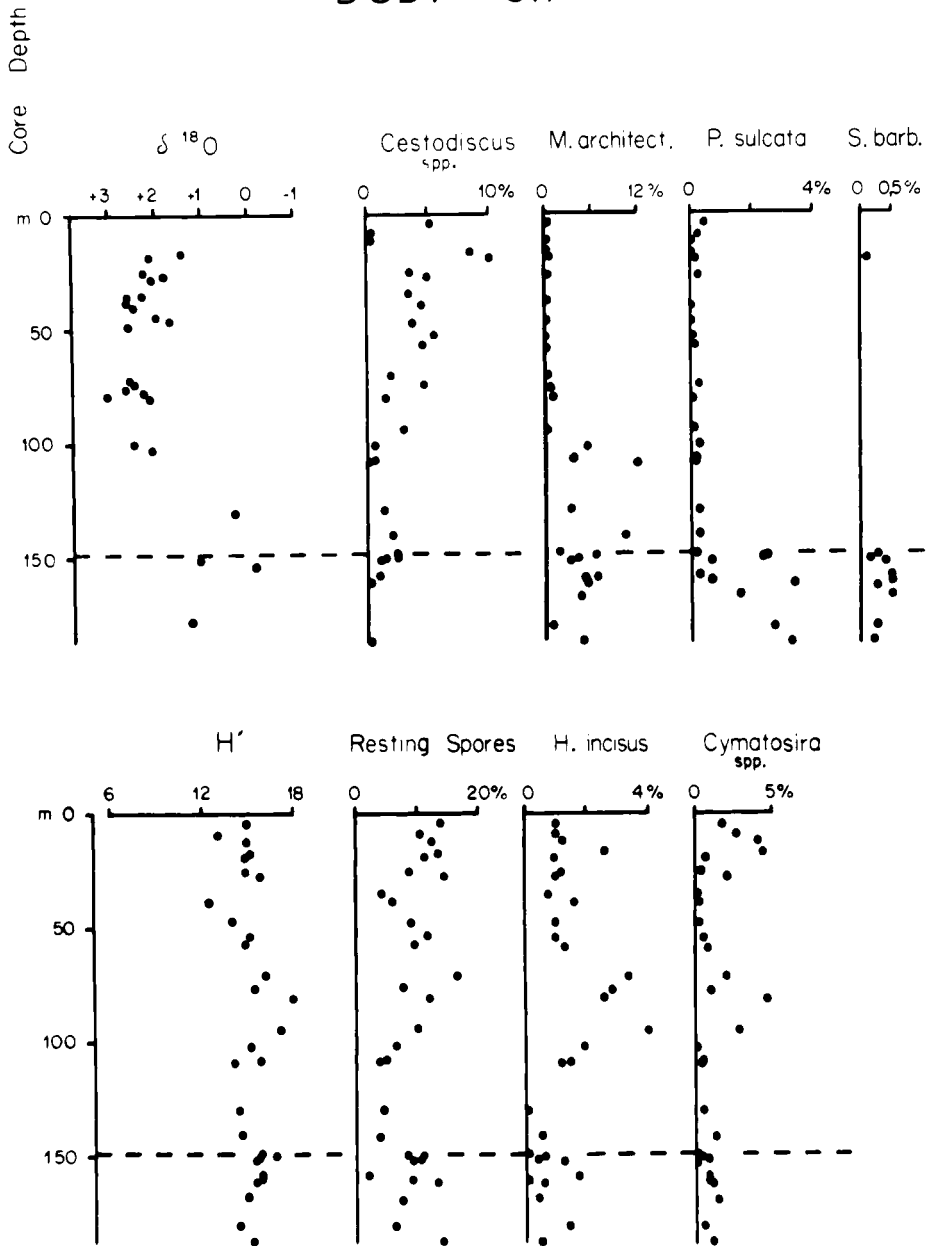 Core Depth
δ 18O
+3 +2 +1 0 -1
Cestodiscus
spp.
0 10%
M. architect.
0 12%
P. sulcata
0 4%
S. barb.
0 0,5%
m 0
50
100
150
H′
6 12 18
Resting Spores
0 20%
H. incisus
0 4%
Cymatosira
spp.
0 5%
m 0
50
100
150